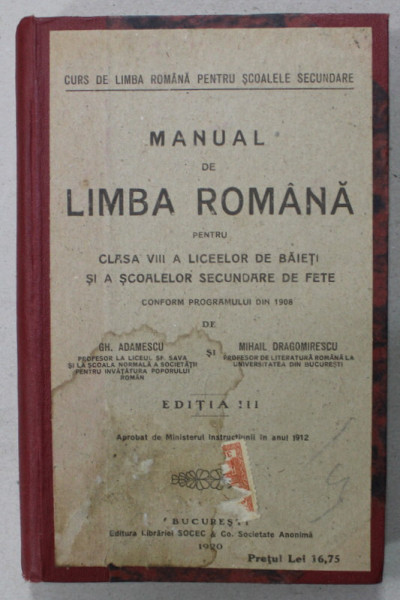 CURS DE LIMBA ROMÂNĂ PENTRU ȘCOALELE SECUNDARE
MANUAL
DE
LIMBA ROMÂNĂ
PENTRU
CLASA VIII A LICEELOR DE BĂIEȚI
ȘI A ȘCOALELOR SECUNDARE DE FETE
CONFORM PROGRAMULUI DIN 1908
DE
GH. ADAMESCU
PROFESOR LA LICEUL SF. SAVA
ȘI LA ȘCOALA NORMALĂ A SOCIETĂȚII
PENTRU INVĂȚĂTURA POPORULUI
ROMÂN
ȘI
MIHAIL DRAGOMIRESCU
PROFESOR DE LITERATURĂ ROMÂNĂ LA
UNIVERSITATEA DIN BUCUREȘTI
EDIȚIA III
Aprobat de Ministerul Instrucțiunii în anul 1912
BUCUREȘTI
Editura Librăriei SOCEC & Co. Societate Anonimă
1920
Prețul Lei 16,75